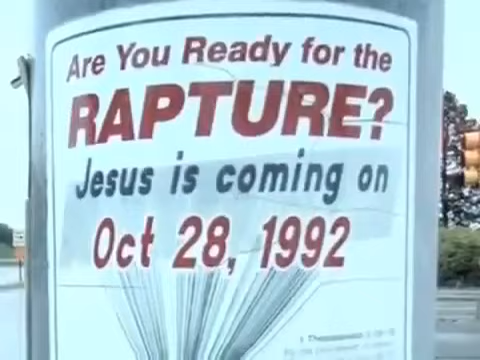 Are You Ready for the
RAPTURE?
Jesus is coming on
Oct 28, 1992